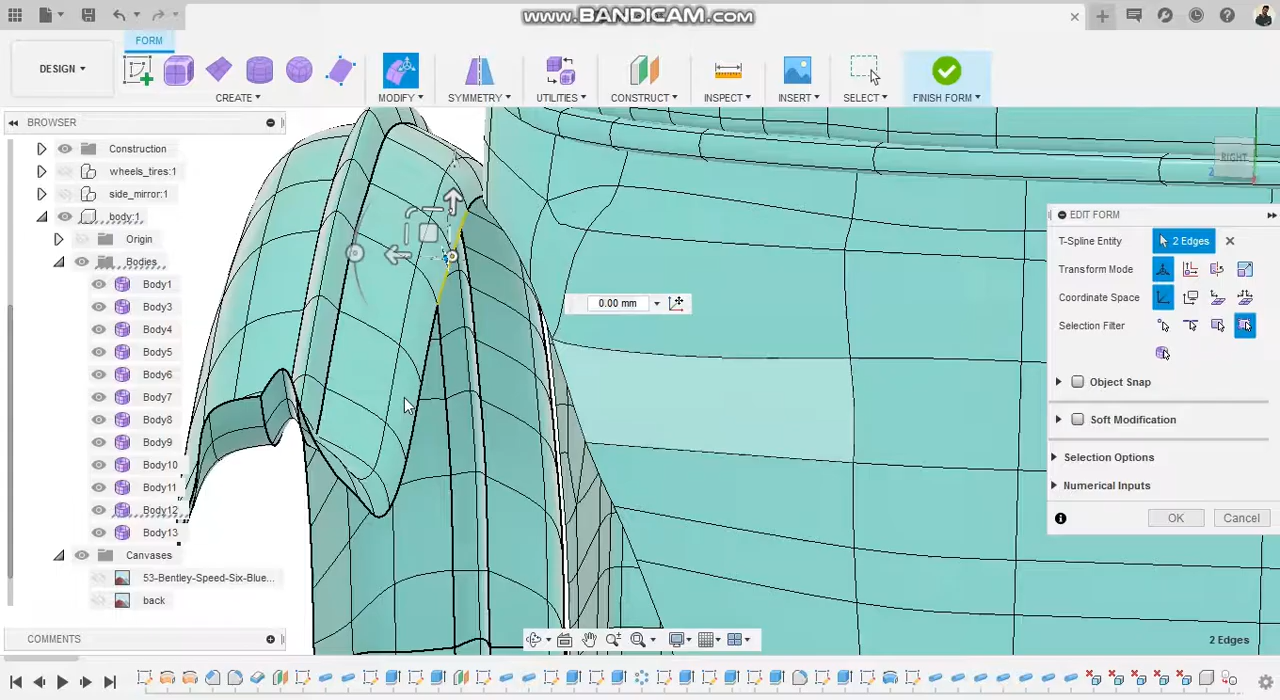 www.BANDICAM.com
FORM
DESIGN
CREATE
MODIFY
SYMMETRY
UTILITIES
CONSTRUCT
INSPECT
INSERT
SELECT
FINISH FORM
BROWSER
Construction
wheels_tires:1
side_mirror:1
body:1
Origin
Bodies
Body1
Body3
Body4
Body5
Body6
Body7
Body8
Body9
Body10
Body11
Body12
Body13
Canvases
53-Bentley-Speed-Six-Blue...
back
COMMENTS
0.00 mm
RIGHT
Z
EDIT FORM
T-Spline Entity
2 Edges
Transform Mode
Coordinate Space
Selection Filter
Object Snap
Soft Modification
Selection Options
Numerical Inputs
OK
Cancel
2 Edges